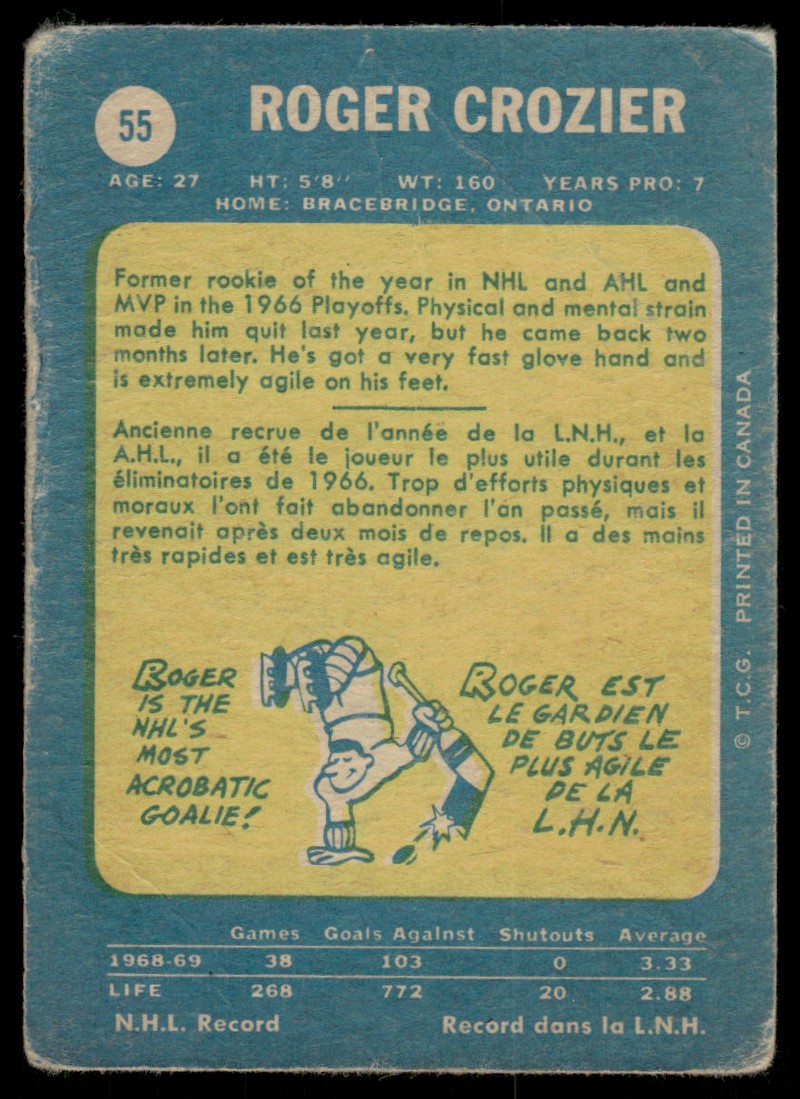 55
ROGER CROZIER
AGE: 27 HT: 5'8" WT: 160 YEARS PRO: 7
HOME: BRACEBRIDGE, ONTARIO
Former rookie of the year in NHL and AHL and
MVP in the 1966 Playoffs. Physical and mental strain
made him quit last year, but he came back two
months later. He's got a very fast glove hand and
is extremely agile on his feet.
Ancienne recrue de l'année de la L.N.H., et la
A.H.L., il a été le joueur le plus utile durant les
éliminatoires de 1966. Trop d'efforts physiques et
moraux l'ont fait abandonner l'an passé, mais il
revenait après deux mois de repos. Il a des mains
très rapides et est très agile.
ROGER
IS THE
NHL'S
MOST
ACROBATIC
GOALIE!
ROGER EST
LE GARDIEN
DE BUTS LE
PLUS AGILE
DE LA
L.H.N.
© T.C.G. PRINTED IN CANADA
Games Goals Against Shutouts Average
1968-69 38 103 0 3.33
LIFE 268 772 20 2.88
N.H.L. Record Record dans la L.N.H.